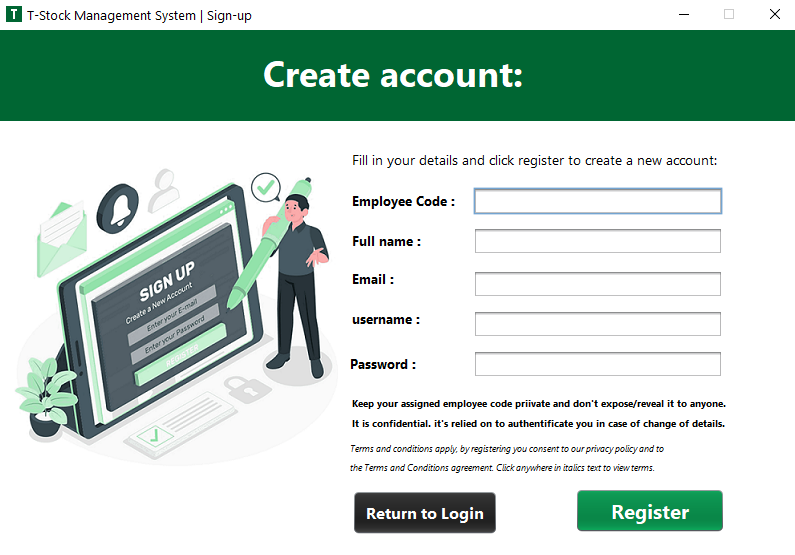 T T-Stock Management System | Sign-up
Create account:
Fill in your details and click register to create a new account:
Employee Code :
Full name :
Email :
username :
Password :
SIGN UP
Create a New Account
Enter your E-mail
Enter your Password
REGISTER
Keep your assigned employee code priivate and don't expose/reveal it to anyone.
It is confidential. it's relied on to authentificate you in case of change of details.
Terms and conditions apply, by registering you consent to our privacy policy and to
the Terms and Conditions agreement. Click anywhere in italics text to view terms.
Return to Login
Register